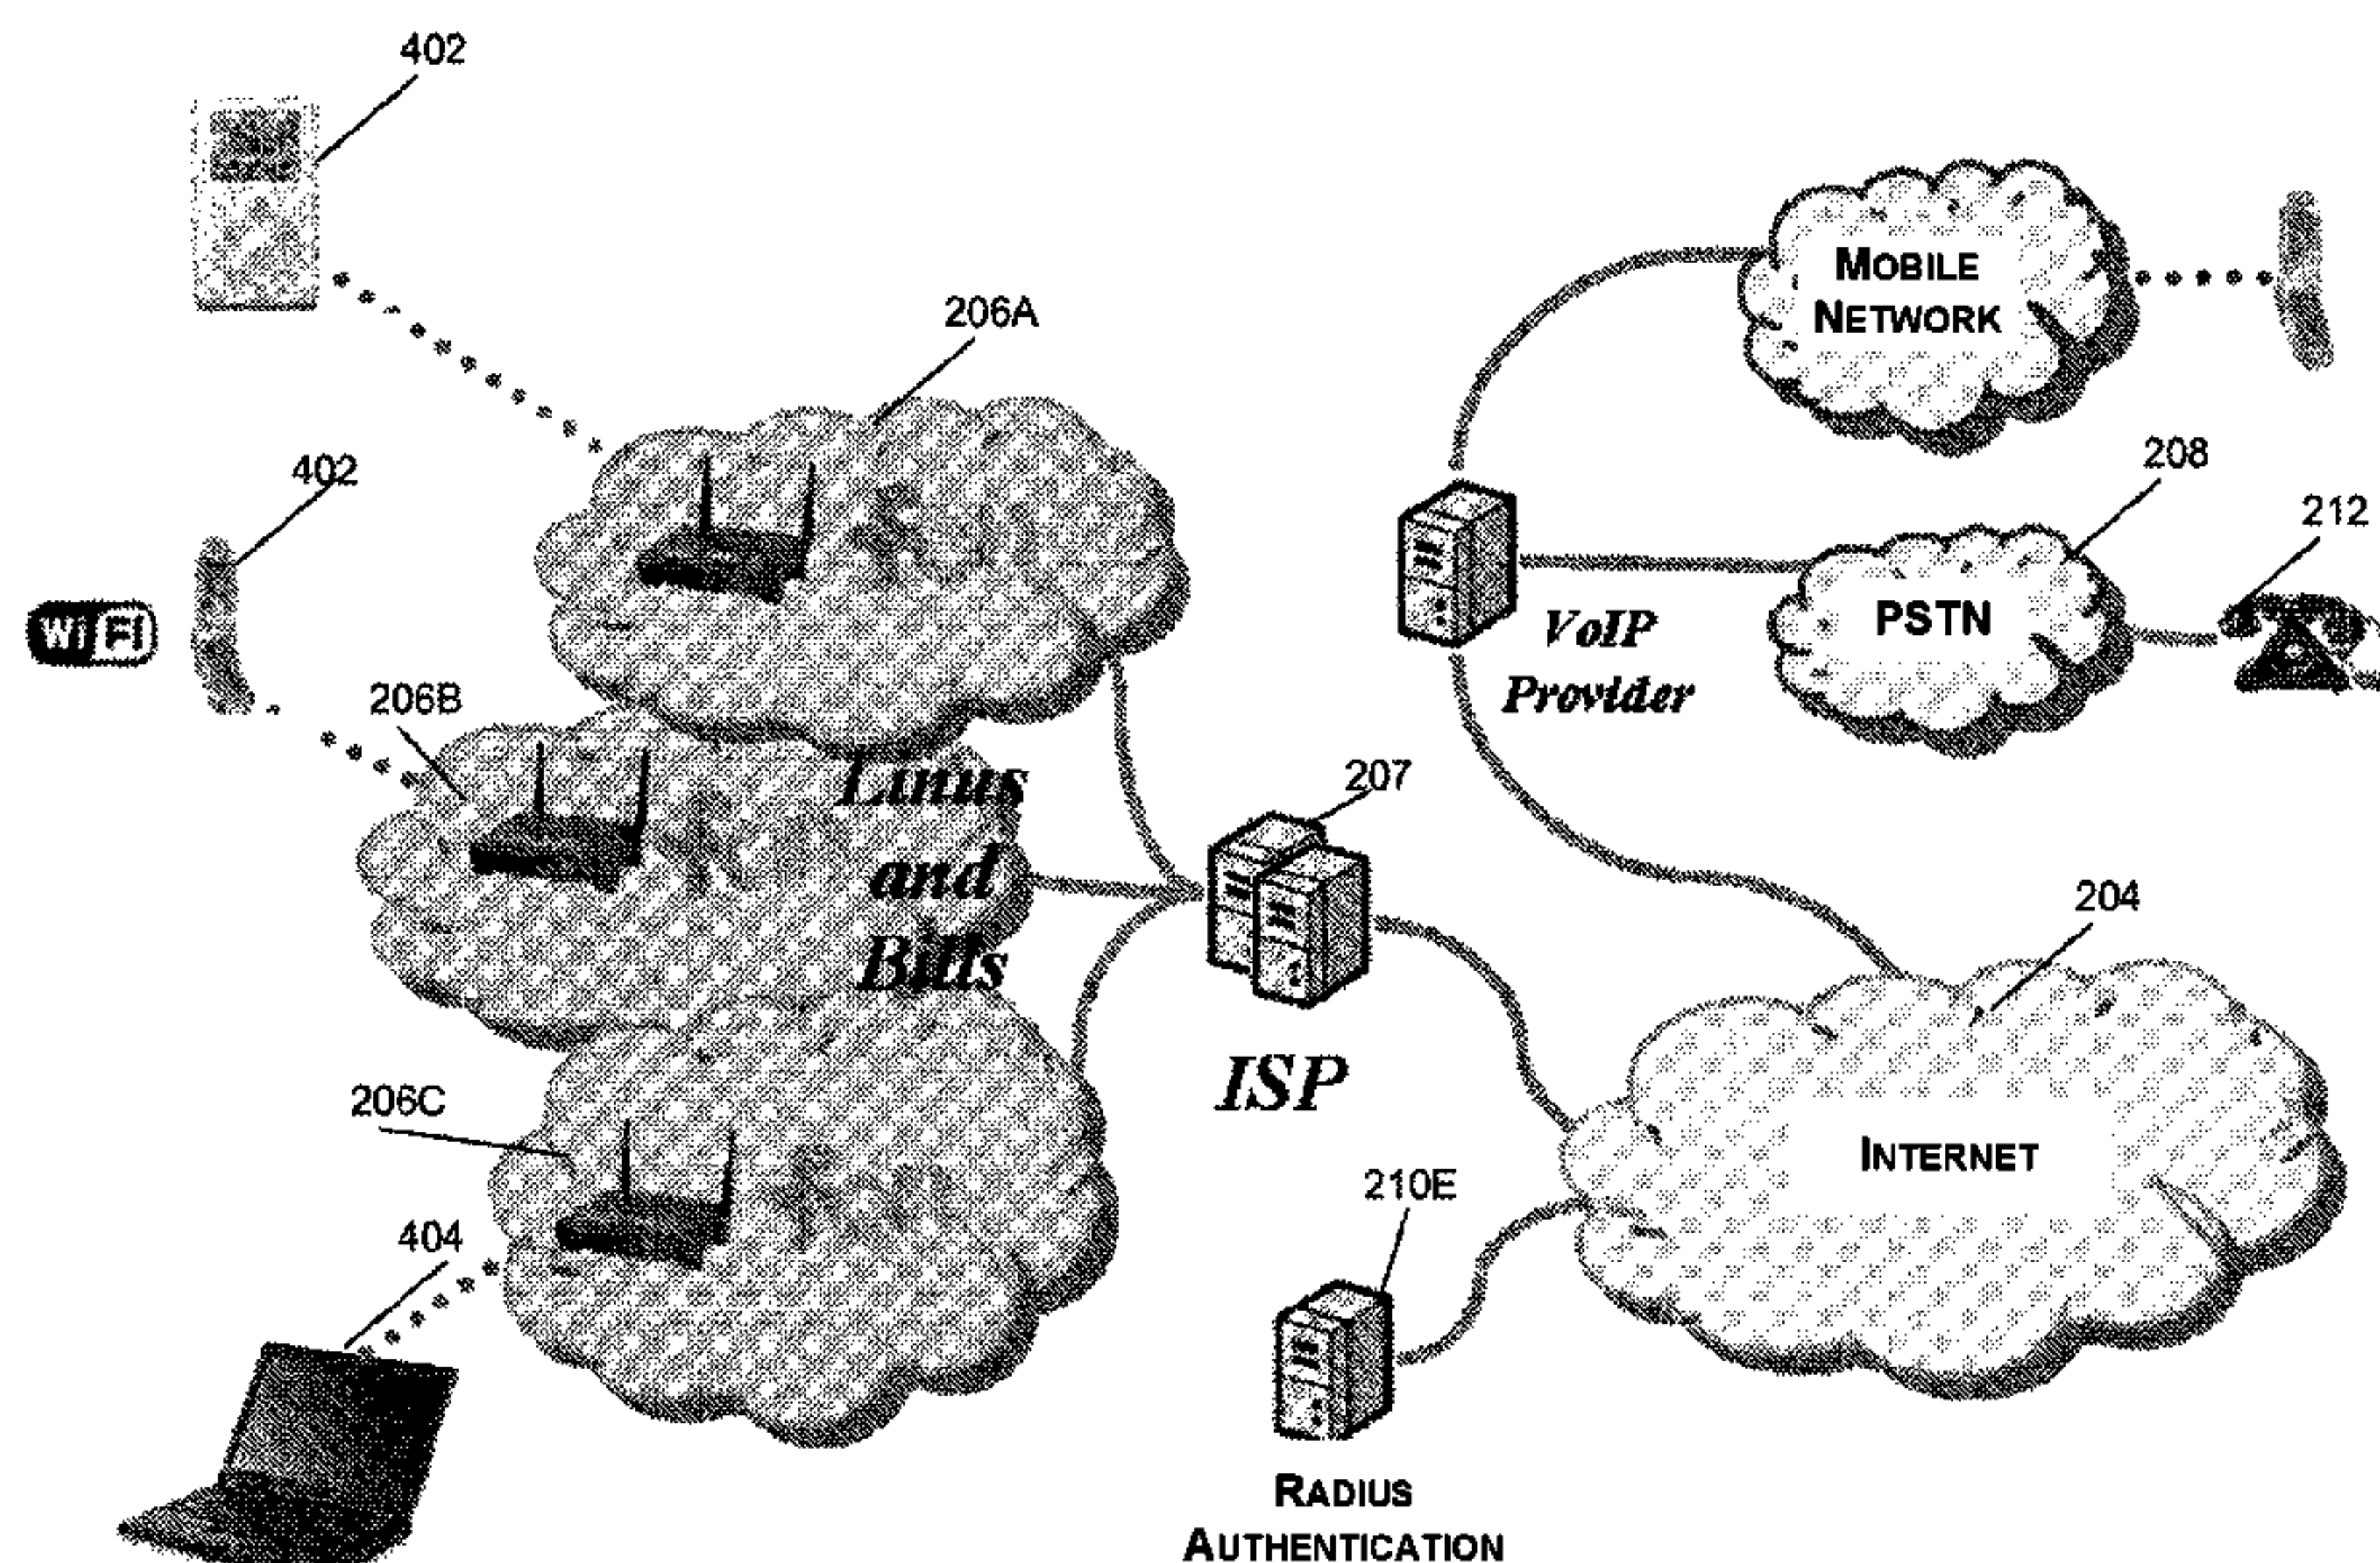 402
206A
MOBILE
NETWORK
402
208
212
WiFi
PSTN
VoIP
Provider
206B
Linus
and
Bills
207
204
ISP
206C
INTERNET
210E
404
RADIUS
AUTHENTICATION